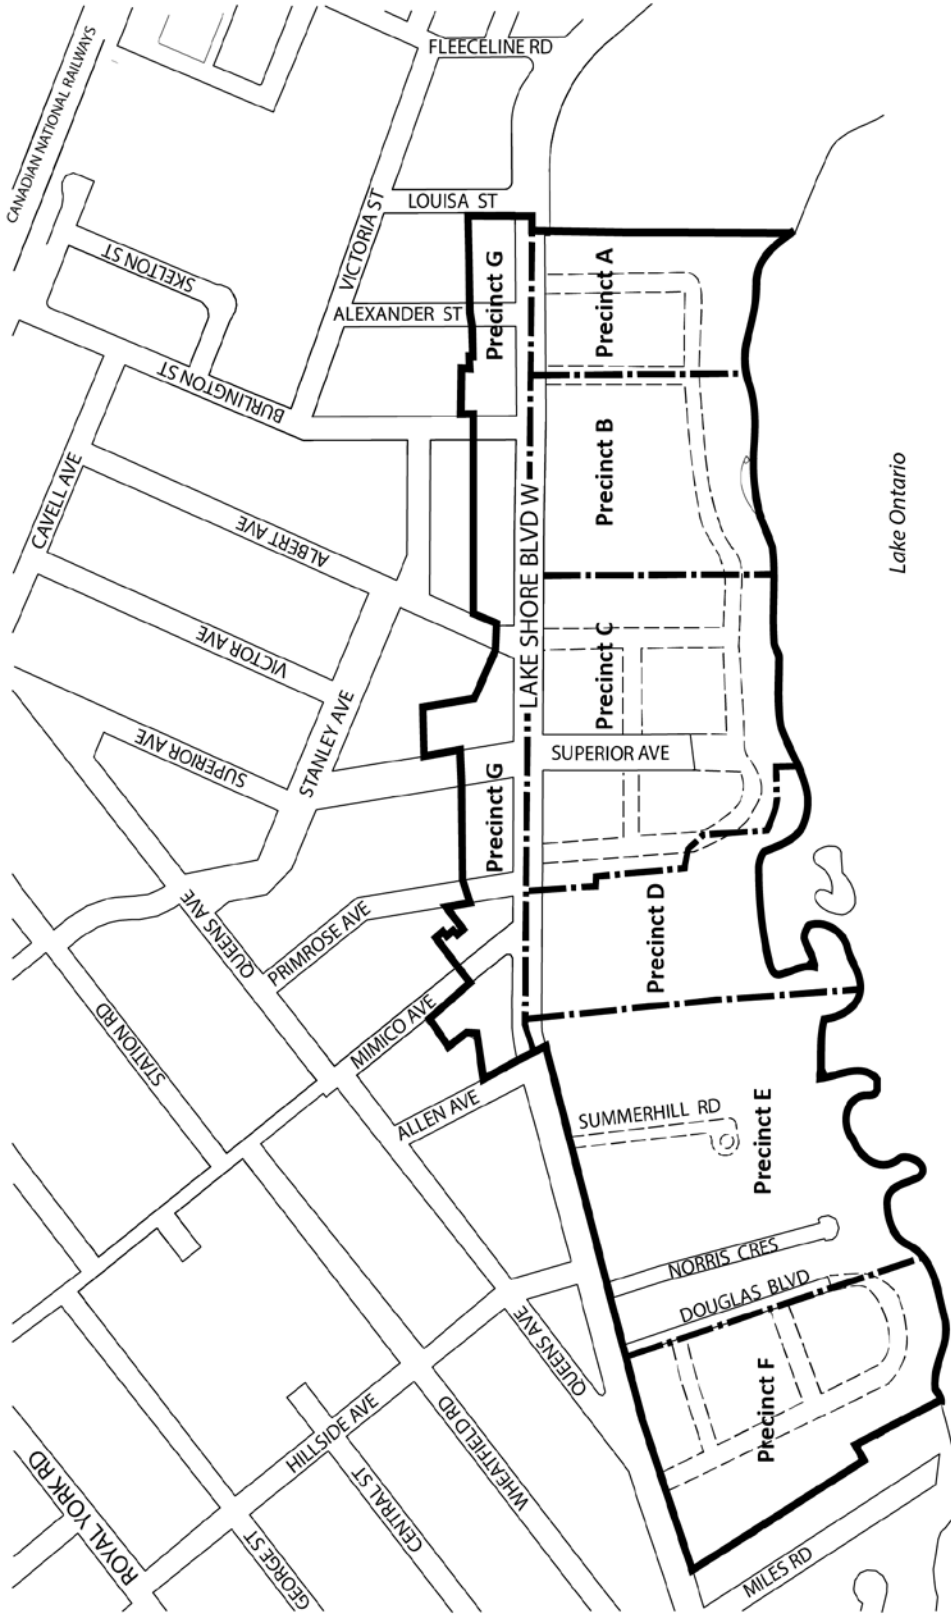 FLEECELINE RD
CANADIAN NATIONAL RAILWAYS
LOUISA ST
VICTORIA ST
SKELTON ST
ALEXANDER ST
Precinct G
Precinct A
BURLINGTON ST
CAVELL AVE
ALBERT AVE
Precinct B
LAKE SHORE BLVD W
Lake Ontario
VICTOR AVE
Precinct C
STANLEY AVE
SUPERIOR AVE
SUPERIOR AVE
Precinct G
QUEENS AVE
PRIMROSE AVE
Precinct D
STATION RD
MIMICO AVE
ALLEN AVE
SUMMERHILL RD
Precinct E
NORRIS CRES
DOUGLAS BLVD
QUEENS AVE
Precinct F
HILLSIDE AVE
WHEATFIELD RD
CENTRAL ST
ROYAL YORK RD
GEORGE ST
MILES RD